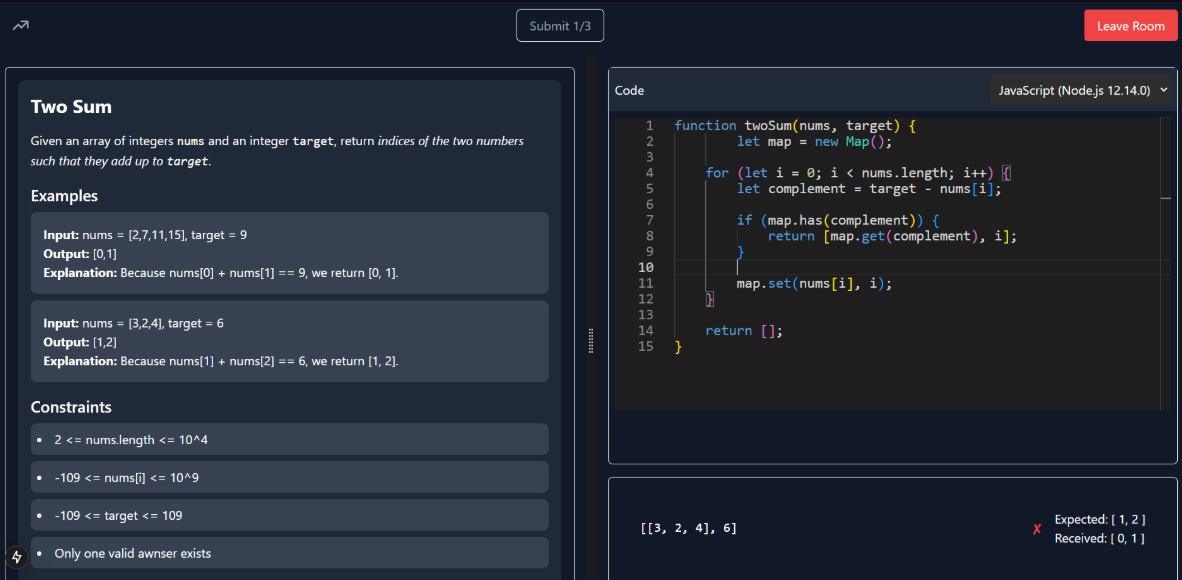 Submit 1/3
Leave Room
Two Sum
Given an array of integers nums and an integer target, return indices of the two numbers
such that they add up to target.
Examples
Input: nums = [2,7,11,15], target = 9
Output: [0,1]
Explanation: Because nums[0] + nums[1] == 9, we return [0, 1].
Input: nums = [3,2,4], target = 6
Output: [1,2]
Explanation: Because nums[1] + nums[2] == 6, we return [1, 2].
Constraints
• 2 <= nums.length <= 10^4
• -109 <= nums[i] <= 10^9
• -109 <= target <= 109
• Only one valid awnser exists
Code
JavaScript (Node.js 12.14.0)
1 function twoSum(nums, target) {
2 let map = new Map();
3
4 for (let i = 0; i < nums.length; i++) {
5 let complement = target - nums[i];
6
7 if (map.has(complement)) {
8 return [map.get(complement), i];
9 }
10
11 map.set(nums[i], i);
12 }
13
14 return [];
15 }
[[3, 2, 4], 6]
✗
Expected: [ 1, 2 ]
Received: [ 0, 1 ]